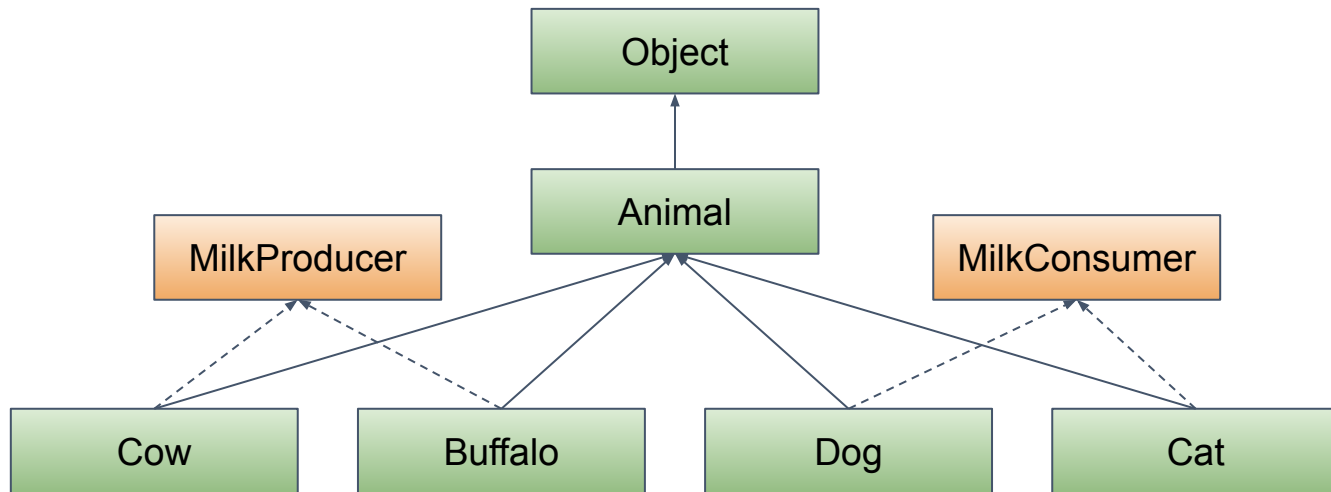 Object
Animal
MilkProducer
MilkConsumer
Cow
Buffalo
Dog
Cat